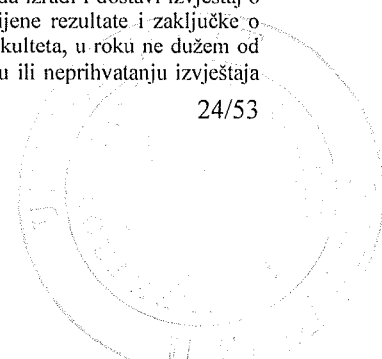 da izradi i dostavi izvještaj o
ijene rezultate i zaključke o
kulteta, u roku ne dužem od
u ili neprihvatanju izvještaja
24/53